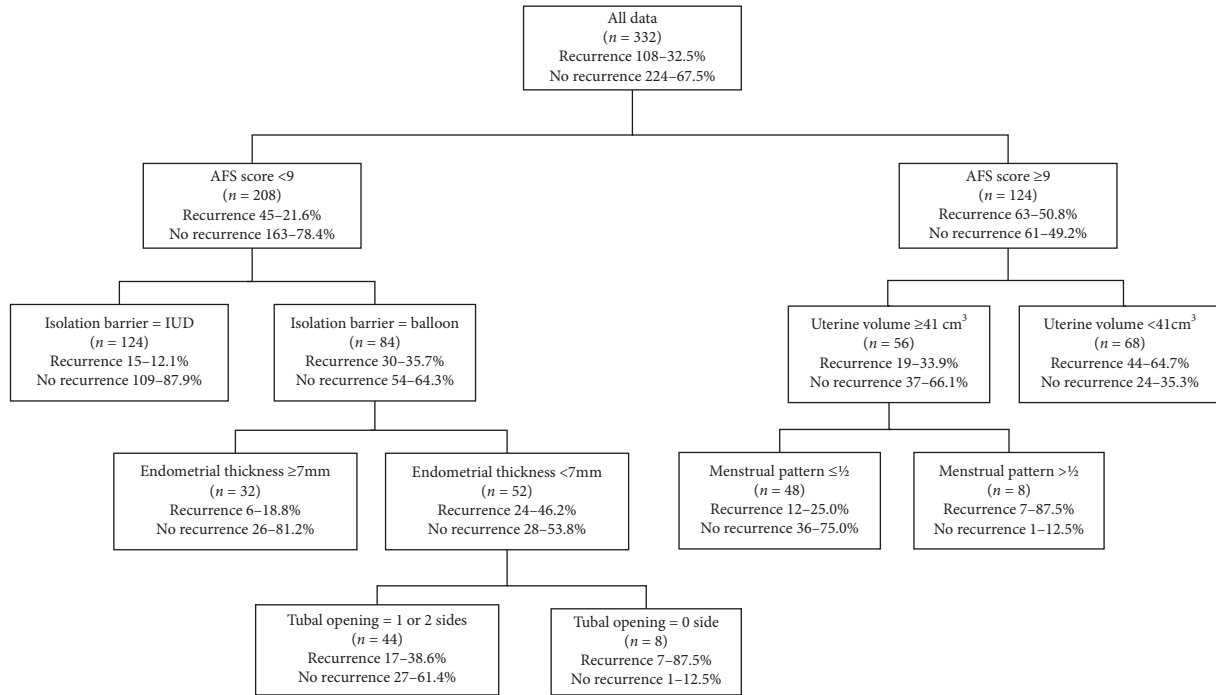 All data
(n = 332)
Recurrence 108–32.5%
No recurrence 224–67.5%
AFS score <9
(n = 208)
Recurrence 45–21.6%
No recurrence 163–78.4%
AFS score ≥9
(n = 124)
Recurrence 63–50.8%
No recurrence 61–49.2%
Isolation barrier = IUD
(n = 124)
Recurrence 15–12.1%
No recurrence 109–87.9%
Isolation barrier = balloon
(n = 84)
Recurrence 30–35.7%
No recurrence 54–64.3%
Uterine volume ≥41 cm³
(n = 56)
Recurrence 19–33.9%
No recurrence 37–66.1%
Uterine volume <41cm³
(n = 68)
Recurrence 44–64.7%
No recurrence 24–35.3%
Endometrial thickness ≥7mm
(n = 32)
Recurrence 6–18.8%
No recurrence 26–81.2%
Endometrial thickness <7mm
(n = 52)
Recurrence 24–46.2%
No recurrence 28–53.8%
Menstrual pattern ≤½
(n = 48)
Recurrence 12–25.0%
No recurrence 36–75.0%
Menstrual pattern >½
(n = 8)
Recurrence 7–87.5%
No recurrence 1–12.5%
Tubal opening = 1 or 2 sides
(n = 44)
Recurrence 17–38.6%
No recurrence 27–61.4%
Tubal opening = 0 side
(n = 8)
Recurrence 7–87.5%
No recurrence 1–12.5%